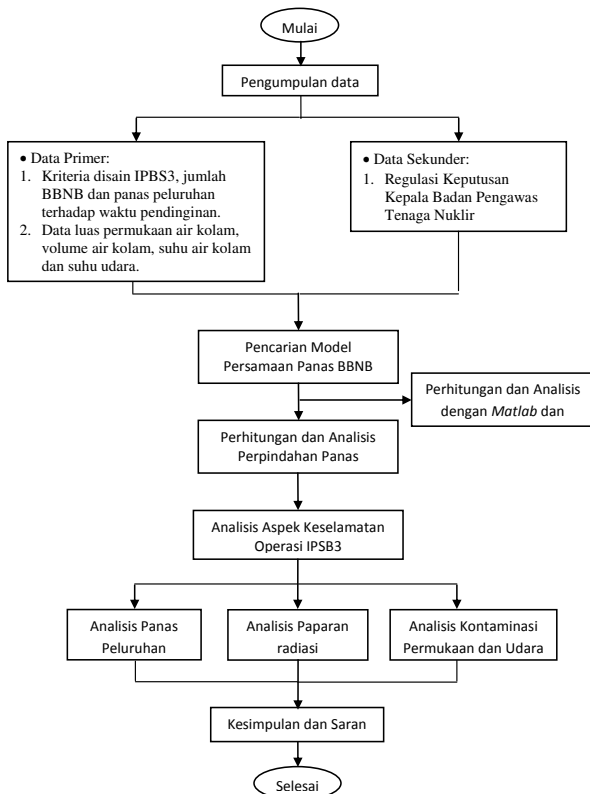 Mulai
Pengumpulan data
• Data Primer:
1. Kriteria disain IPBS3, jumlah
BBNB dan panas peluruhan
terhadap waktu pendinginan.
2. Data luas permukaan air kolam,
volume air kolam, suhu air kolam
dan suhu udara.
• Data Sekunder:
1. Regulasi Keputusan
Kepala Badan Pengawas
Tenaga Nuklir
Pencarian Model
Persamaan Panas BBNB
Perhitungan dan Analisis
dengan Matlab dan
Perhitungan dan Analisis
Perpindahan Panas
Analisis Aspek Keselamatan
Operasi IPSB3
Analisis Panas
Peluruhan
Analisis Paparan
radiasi
Analisis Kontaminasi
Permukaan dan Udara
Kesimpulan dan Saran
Selesai